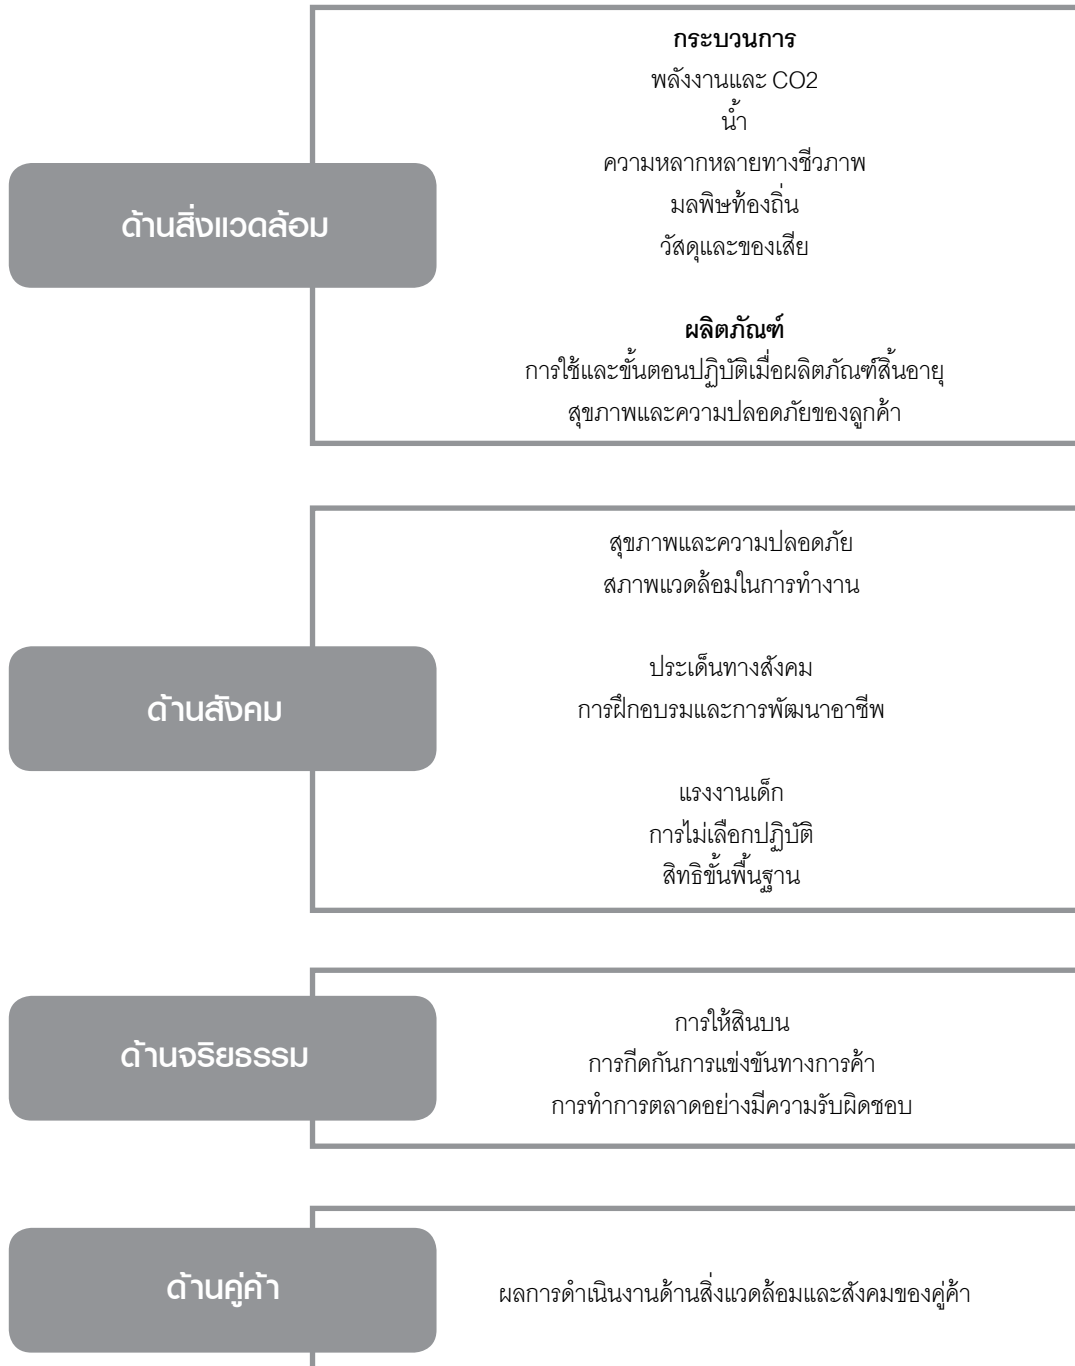 กระบวนการ
พลังงานและ CO2
น้ำ
ความหลากหลายทางชีวภาพ
มลพิษท้องถิ่น
วัสดุและของเสีย
ด้านสิ่งแวดล้อม
ผลิตภัณฑ์
การใช้และขั้นตอนปฏิบัติเมื่อผลิตภัณฑ์สิ้นอายุ
สุขภาพและความปลอดภัยของลูกค้า
สุขภาพและความปลอดภัย
สภาพแวดล้อมในการทำงาน
ด้านสังคม
ประเด็นทางสังคม
การฝึกอบรมและการพัฒนาอาชีพ
แรงงานเด็ก
การไม่เลือกปฏิบัติ
สิทธิขั้นพื้นฐาน
ด้านจริยธรรม
การให้สินบน
การกีดกันการแข่งขันทางการค้า
การทำการตลาดอย่างมีความรับผิดชอบ
ด้านคู่ค้า
ผลการดำเนินงานด้านสิ่งแวดล้อมและสังคมของคู่ค้า